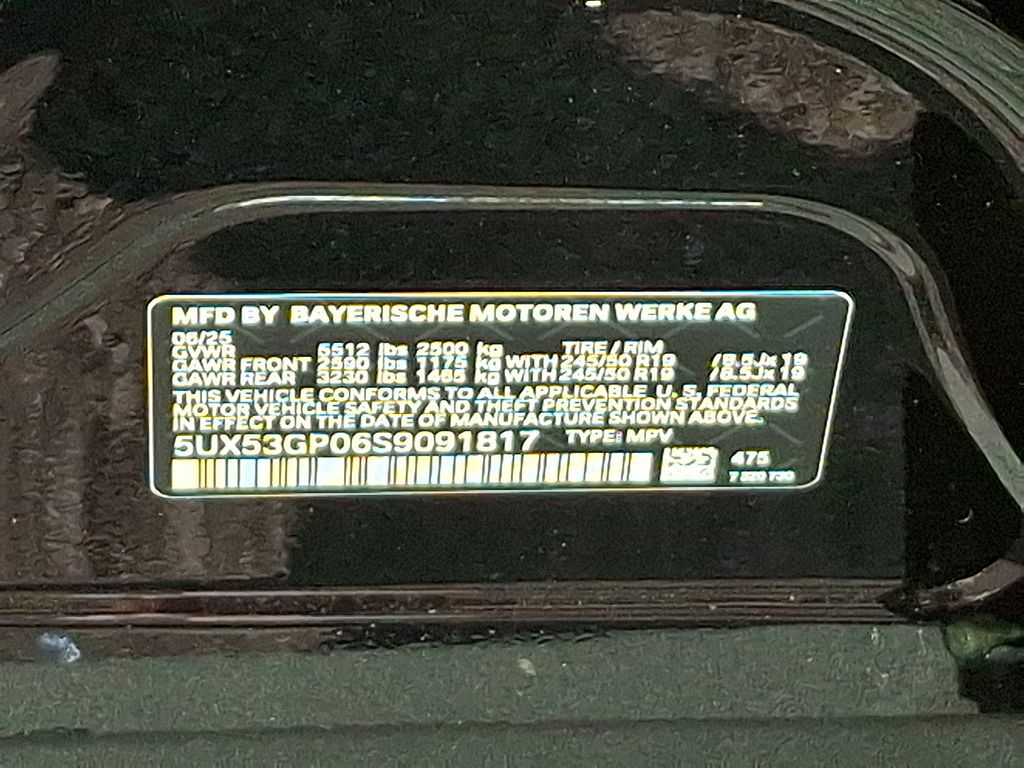 MFD BY BAYERISCHE MOTOREN WERKE AG
06/25
GVWR 5512 lbs 2500 kg TIRE / RIM
GAWR FRONT 2590 lbs 1175 kg WITH 245/50 R19 /8.5Jx19
GAWR REAR 3230 lbs 1465 kg WITH 245/50 R19 /8.5Jx19
THIS VEHICLE CONFORMS TO ALL APPLICABLE U. S. FEDERAL
MOTOR VEHICLE SAFETY AND THEFT PREVENTION STANDARDS
IN EFFECT ON THE DATE OF MANUFACTURE SHOWN ABOVE.
5UX53GP06S9091817 TYPE: MPV
475